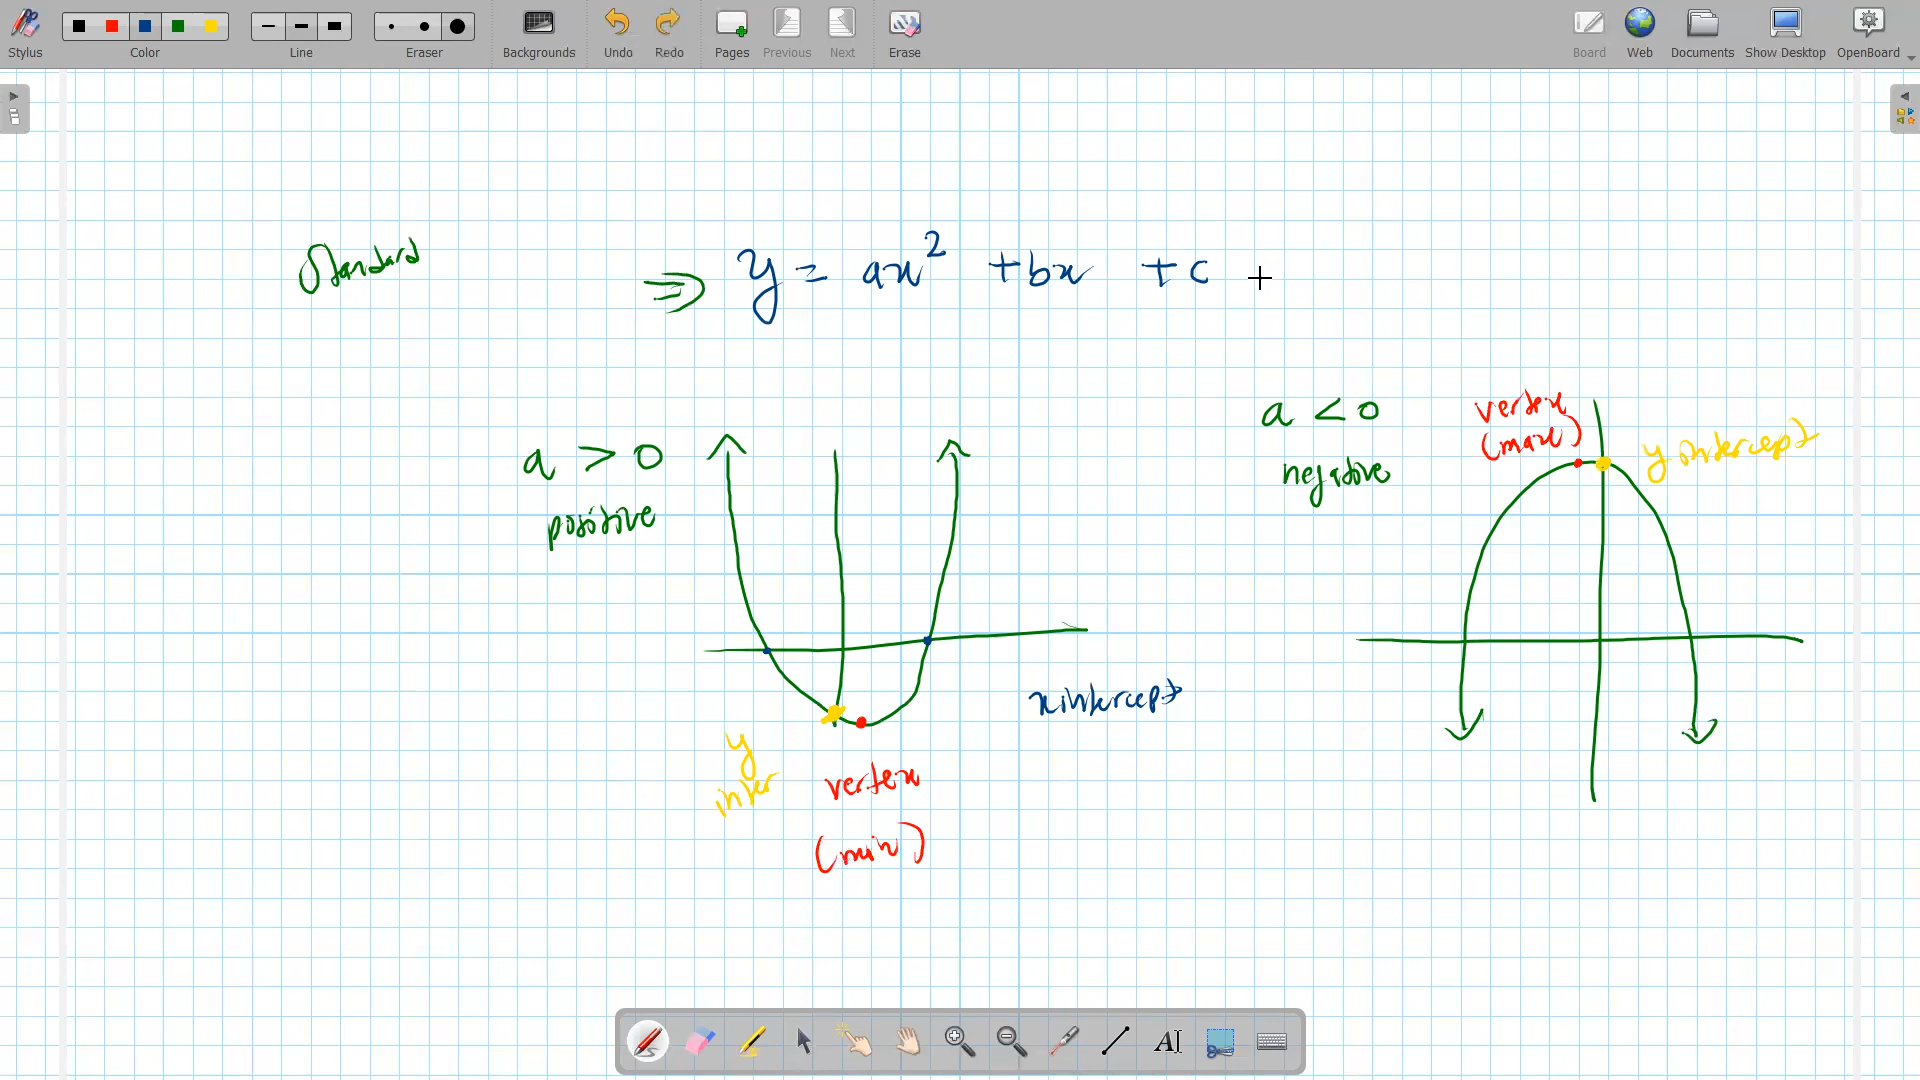 Stylus
Color
Line
Eraser
Backgrounds
Undo
Redo
Pages
Previous
Next
Erase
Board
Web
Documents
Show Desktop
OpenBoard
Standard ⇒ y = ax² + bx + c
a > 0
positive
y
inter
vertex
(min)
x intercept
a < 0
negative
vertex
(max)
y intercept